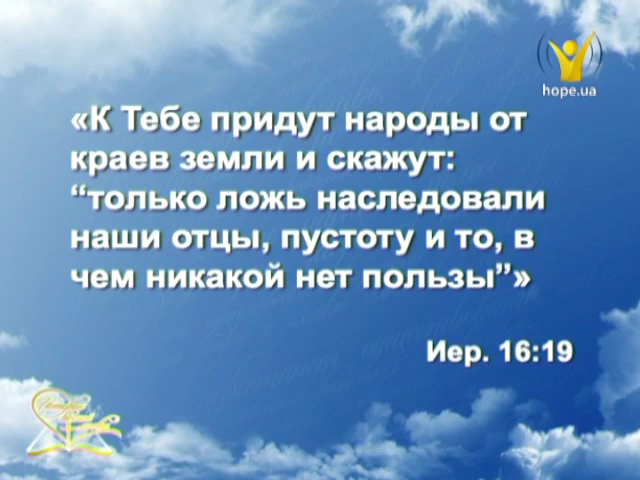 hope.ua
«К Тебе придут народы от
краев земли и скажут:
“только ложь наследовали
наши отцы, пустоту и то, в
чем никакой нет пользы”»
Иер. 16:19